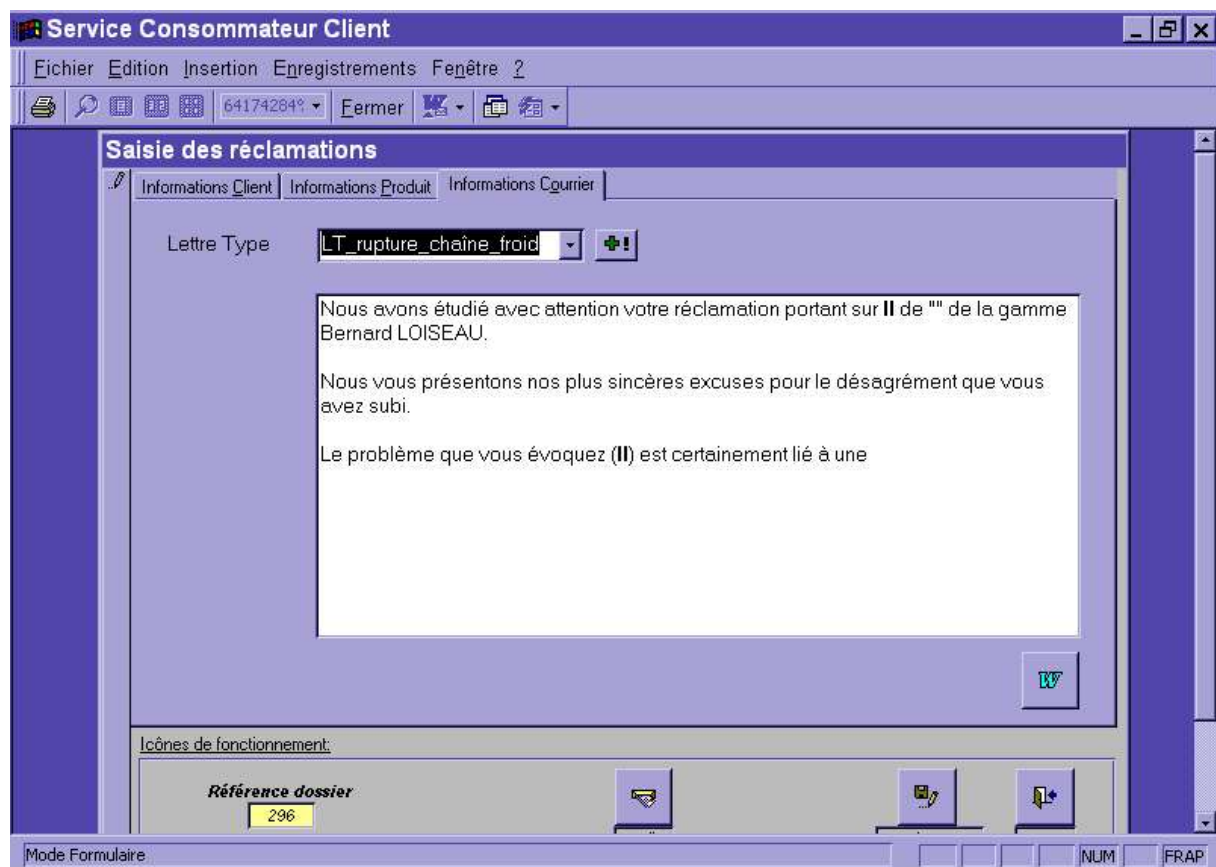 Service Consommateur Client
Fichier Edition Insertion Enregistrements Fenêtre ?
Fermer
Saisie des réclamations
Informations Client Informations Produit Informations Courrier
Lettre Type LT_rupture_chaîne_froid
Nous avons étudié avec attention votre réclamation portant sur II de "" de la gamme
Bernard LOISEAU.
Nous vous présentons nos plus sincères excuses pour le désagrément que vous
avez subi.
Le problème que vous évoquez (II) est certainement lié à une
Icônes de fonctionnement:
Référence dossier
296
Mode Formulaire NUM FRAP